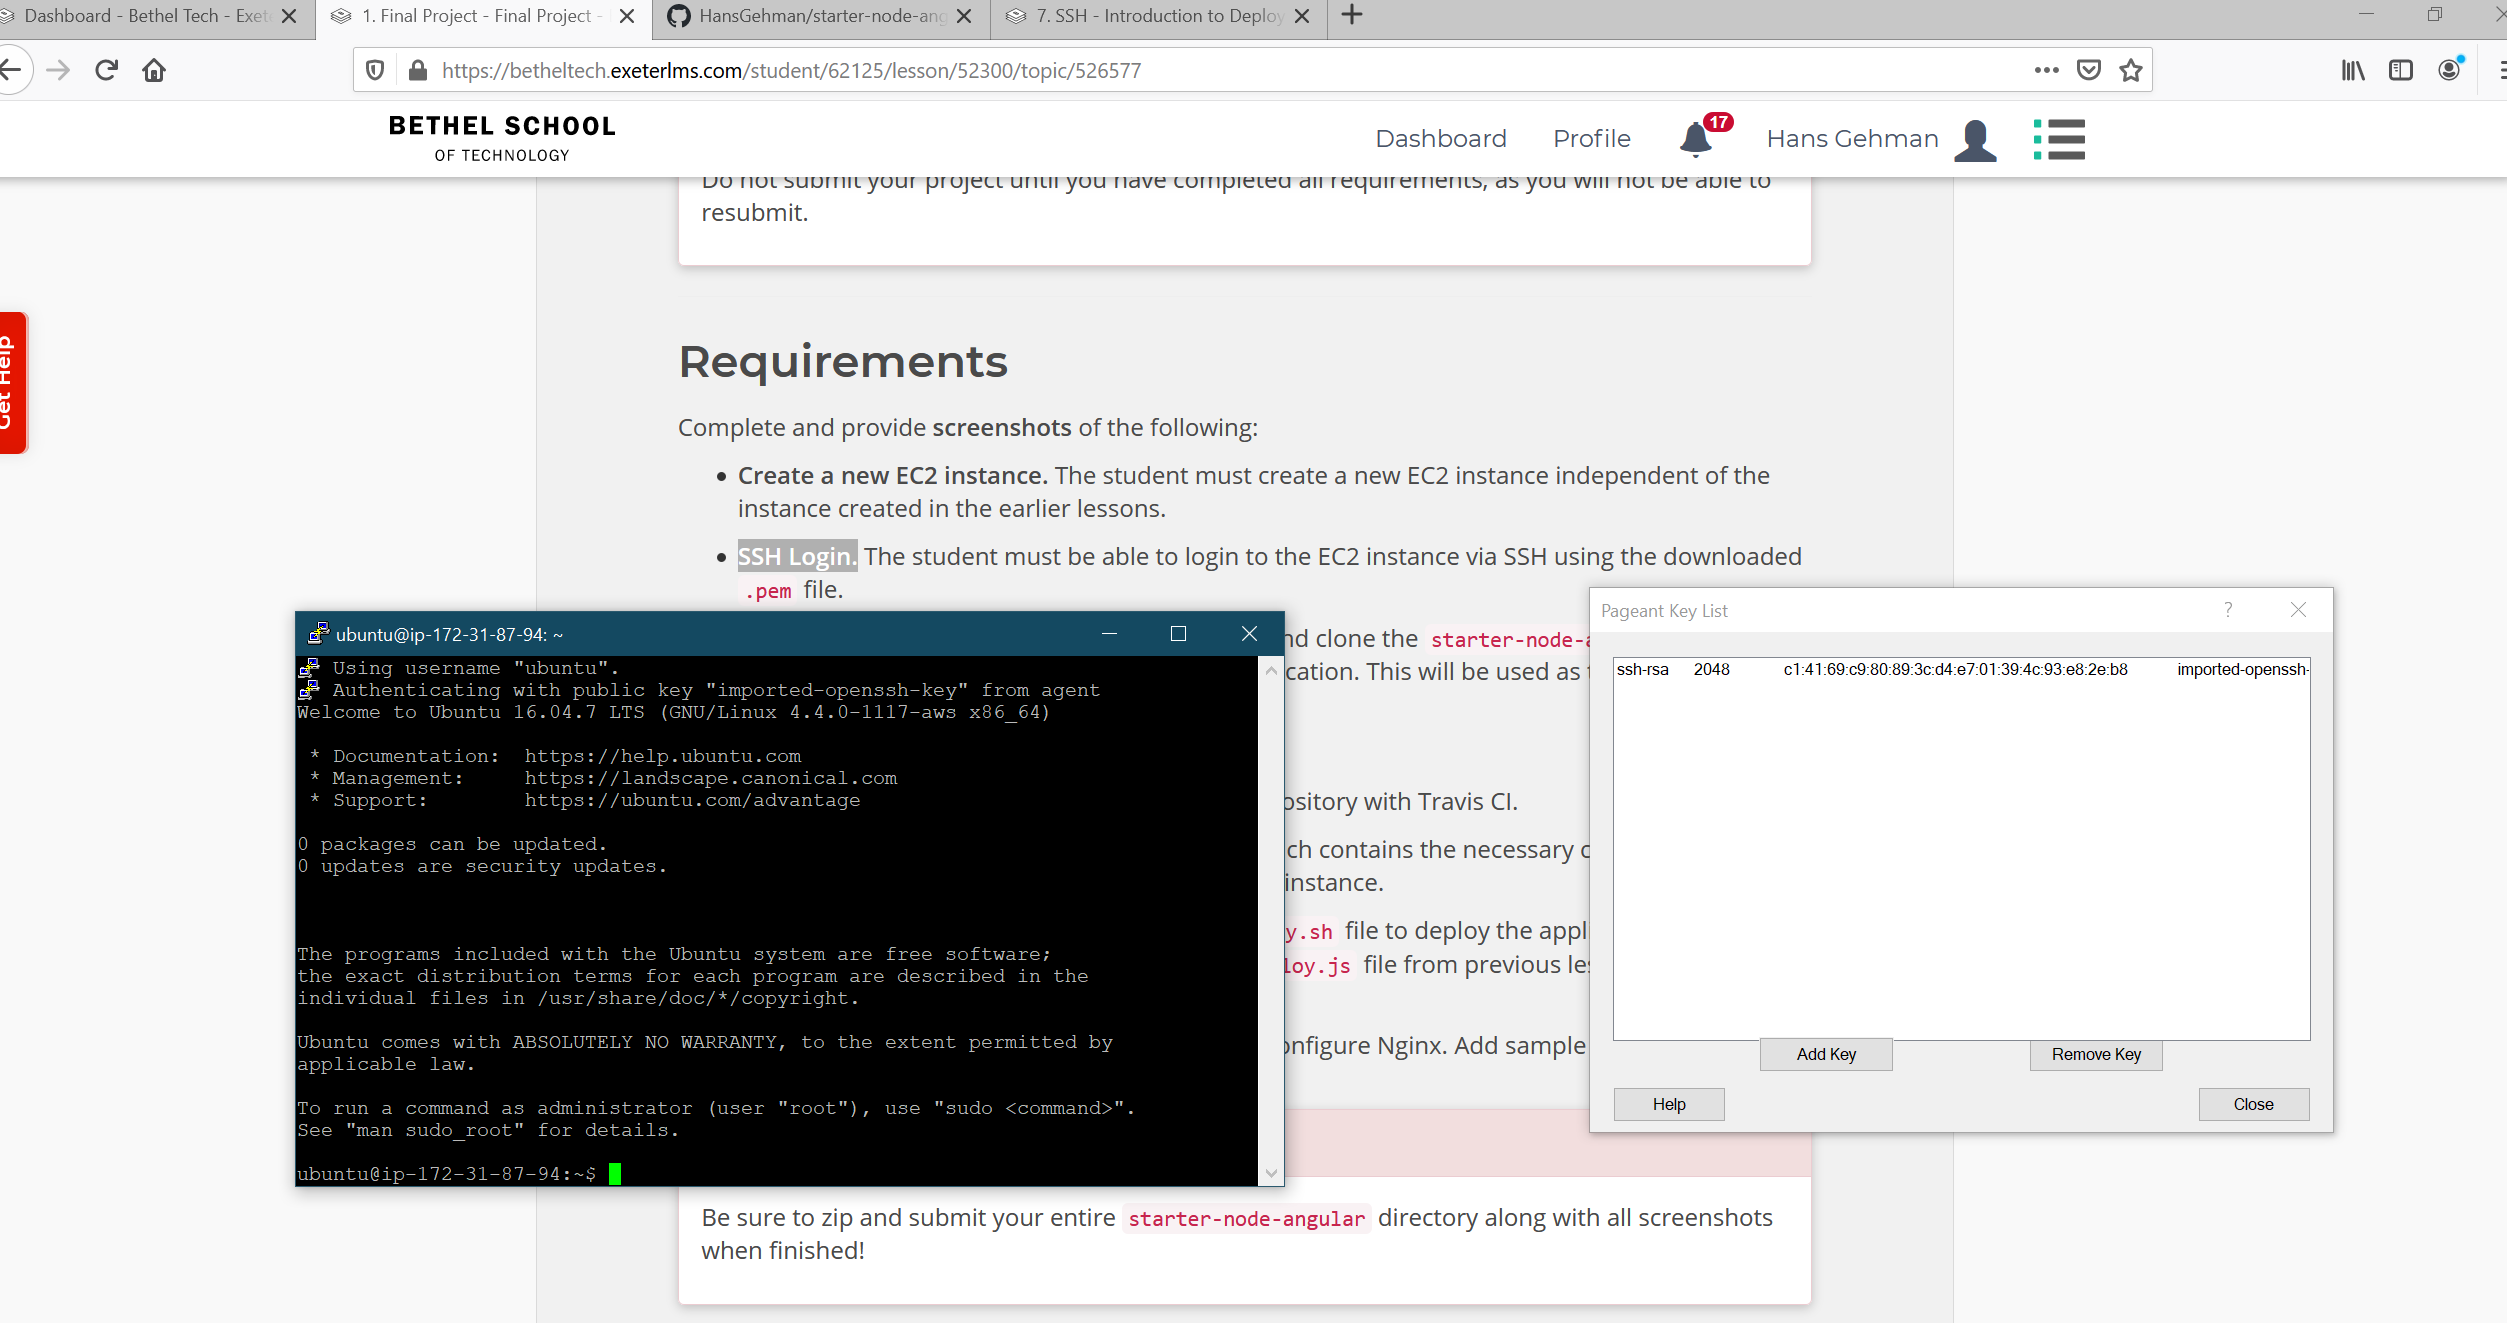 Dashboard - Bethel Tech - Exete
1. Final Project - Final Project -
HansGehman/starter-node-ang
7. SSH - Introduction to Deploy
https://betheltech.exeterlms.com/student/62125/lesson/52300/topic/526577
BETHEL SCHOOL
OF TECHNOLOGY
Dashboard
Profile
17
Hans Gehman
Do not submit your project until you have completed all requirements, as you will not be able to
resubmit.
Get Help
Requirements
Complete and provide screenshots of the following:
Create a new EC2 instance. The student must create a new EC2 instance independent of the
instance created in the earlier lessons.
SSH Login. The student must be able to login to the EC2 instance via SSH using the downloaded
.pem file.
nd clone the starter-node-a
cation. This will be used as t
ository with Travis CI.
ch contains the necessary c
instance.
y.sh file to deploy the appl
loy.js file from previous les
onfigure Nginx. Add sample
ubuntu@ip-172-31-87-94: ~
Using username "ubuntu".
Authenticating with public key "imported-openssh-key" from agent
Welcome to Ubuntu 16.04.7 LTS (GNU/Linux 4.4.0-1117-aws x86_64)
* Documentation: https://help.ubuntu.com
* Management: https://landscape.canonical.com
* Support: https://ubuntu.com/advantage
0 packages can be updated.
0 updates are security updates.
The programs included with the Ubuntu system are free software;
the exact distribution terms for each program are described in the
individual files in /usr/share/doc/*/copyright.
Ubuntu comes with ABSOLUTELY NO WARRANTY, to the extent permitted by
applicable law.
To run a command as administrator (user "root"), use "sudo <command>".
See "man sudo_root" for details.
ubuntu@ip-172-31-87-94:~$
Pageant Key List
?
ssh-rsa 2048 c1:41:69:c9:80:89:3c:d4:e7:01:39:4c:93:e8:2e:b8 imported-openssh-
Add Key
Remove Key
Help
Close
Be sure to zip and submit your entire starter-node-angular directory along with all screenshots
when finished!